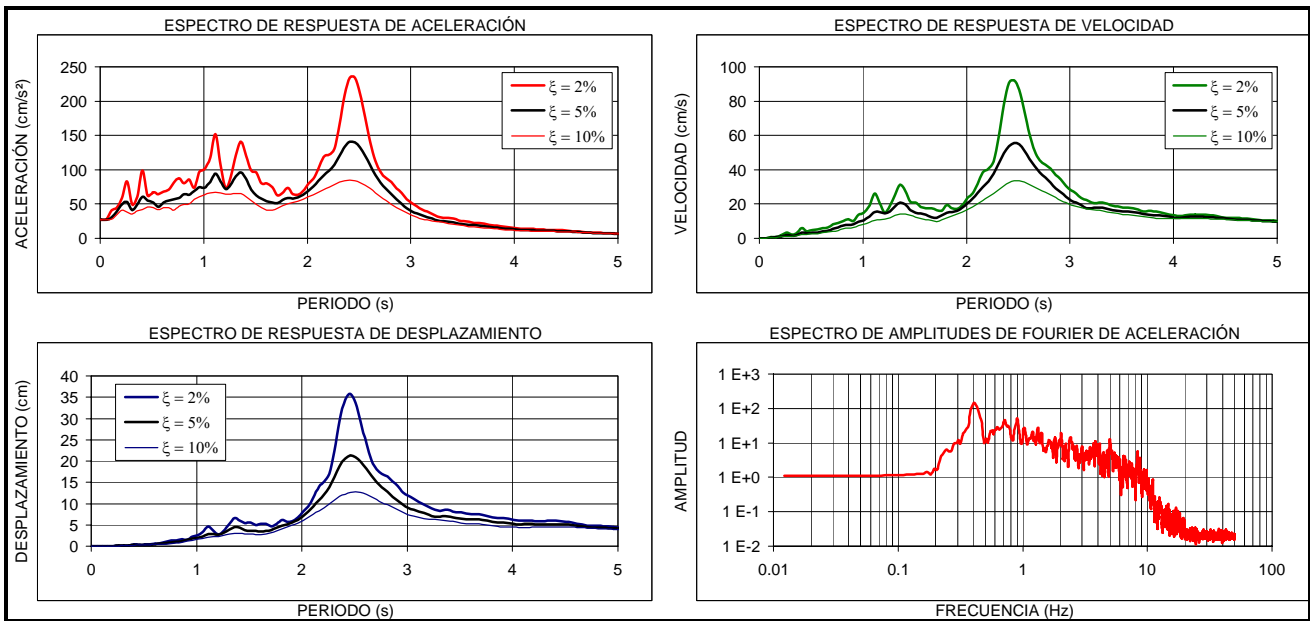 ESPECTRO DE RESPUESTA DE ACELERACIÓN
ACELERACIÓN (cm/s²)
250
200
150
100
50
0
ξ = 2%
ξ = 5%
ξ = 10%
0 1 2 3 4 5
PERIODO (s)
ESPECTRO DE RESPUESTA DE VELOCIDAD
VELOCIDAD (cm/s)
100
80
60
40
20
0
ξ = 2%
ξ = 5%
ξ = 10%
0 1 2 3 4 5
PERIODO (s)
ESPECTRO DE RESPUESTA DE DESPLAZAMIENTO
DESPLAZAMIENTO (cm)
40
35
30
25
20
15
10
5
0
ξ = 2%
ξ = 5%
ξ = 10%
0 1 2 3 4 5
PERIODO (s)
ESPECTRO DE AMPLITUDES DE FOURIER DE ACELERACIÓN
AMPLITUD
1 E+3
1 E+2
1 E+1
1 E+0
1 E-1
1 E-2
0.01 0.1 1 10 100
FRECUENCIA (Hz)